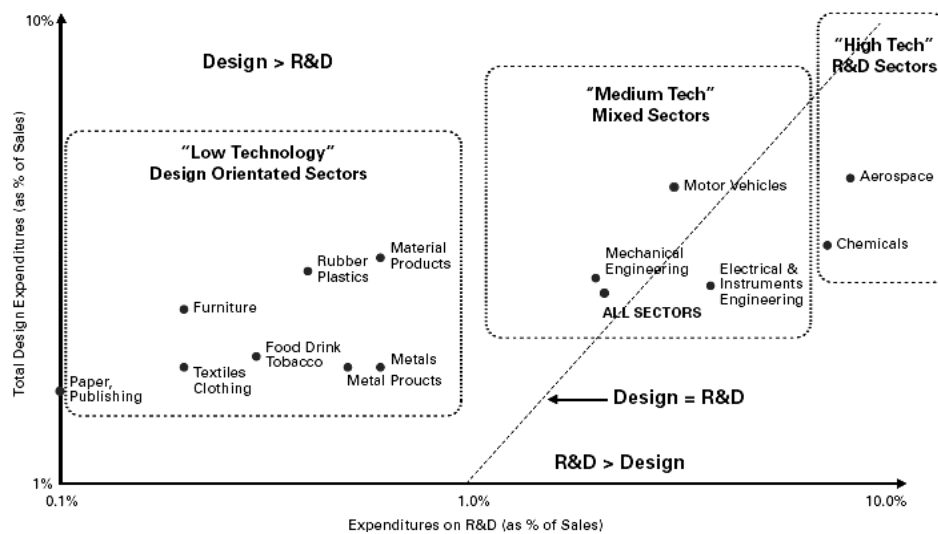 10%
Design > R&D
"High Tech"
R&D Sectors
"Medium Tech"
Mixed Sectors
"Low Technology"
Design Orientated Sectors
Total Design Expenditures (as % of Sales)
Motor Vehicles
Aerospace
Material
Products
Rubber
Plastics
Mechanical
Engineering
Chemicals
Electrical &
Instruments
Engineering
Furniture
ALL SECTORS
Food Drink
Tobacco
Metals
Metal Proucts
Textiles
Clothing
Paper,
Publishing
Design = R&D
R&D > Design
1%
0.1%
1.0%
10.0%
Expenditures on R&D (as % of Sales)